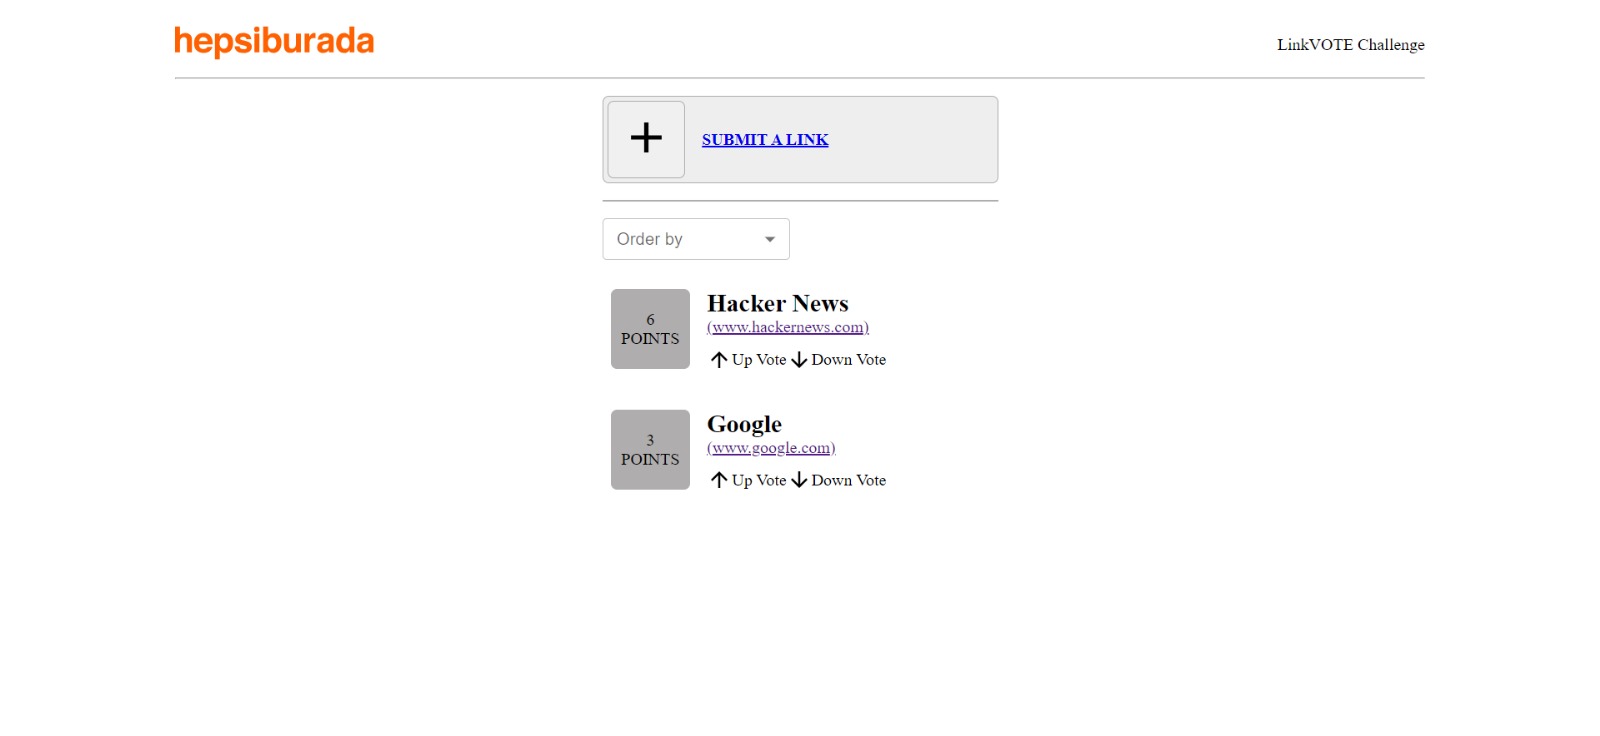 hepsiburada
LinkVOTE Challenge
SUBMIT A LINK
Order by
6
POINTS
Hacker News
(www.hackernews.com)
Up Vote Down Vote
3
POINTS
Google
(www.google.com)
Up Vote Down Vote